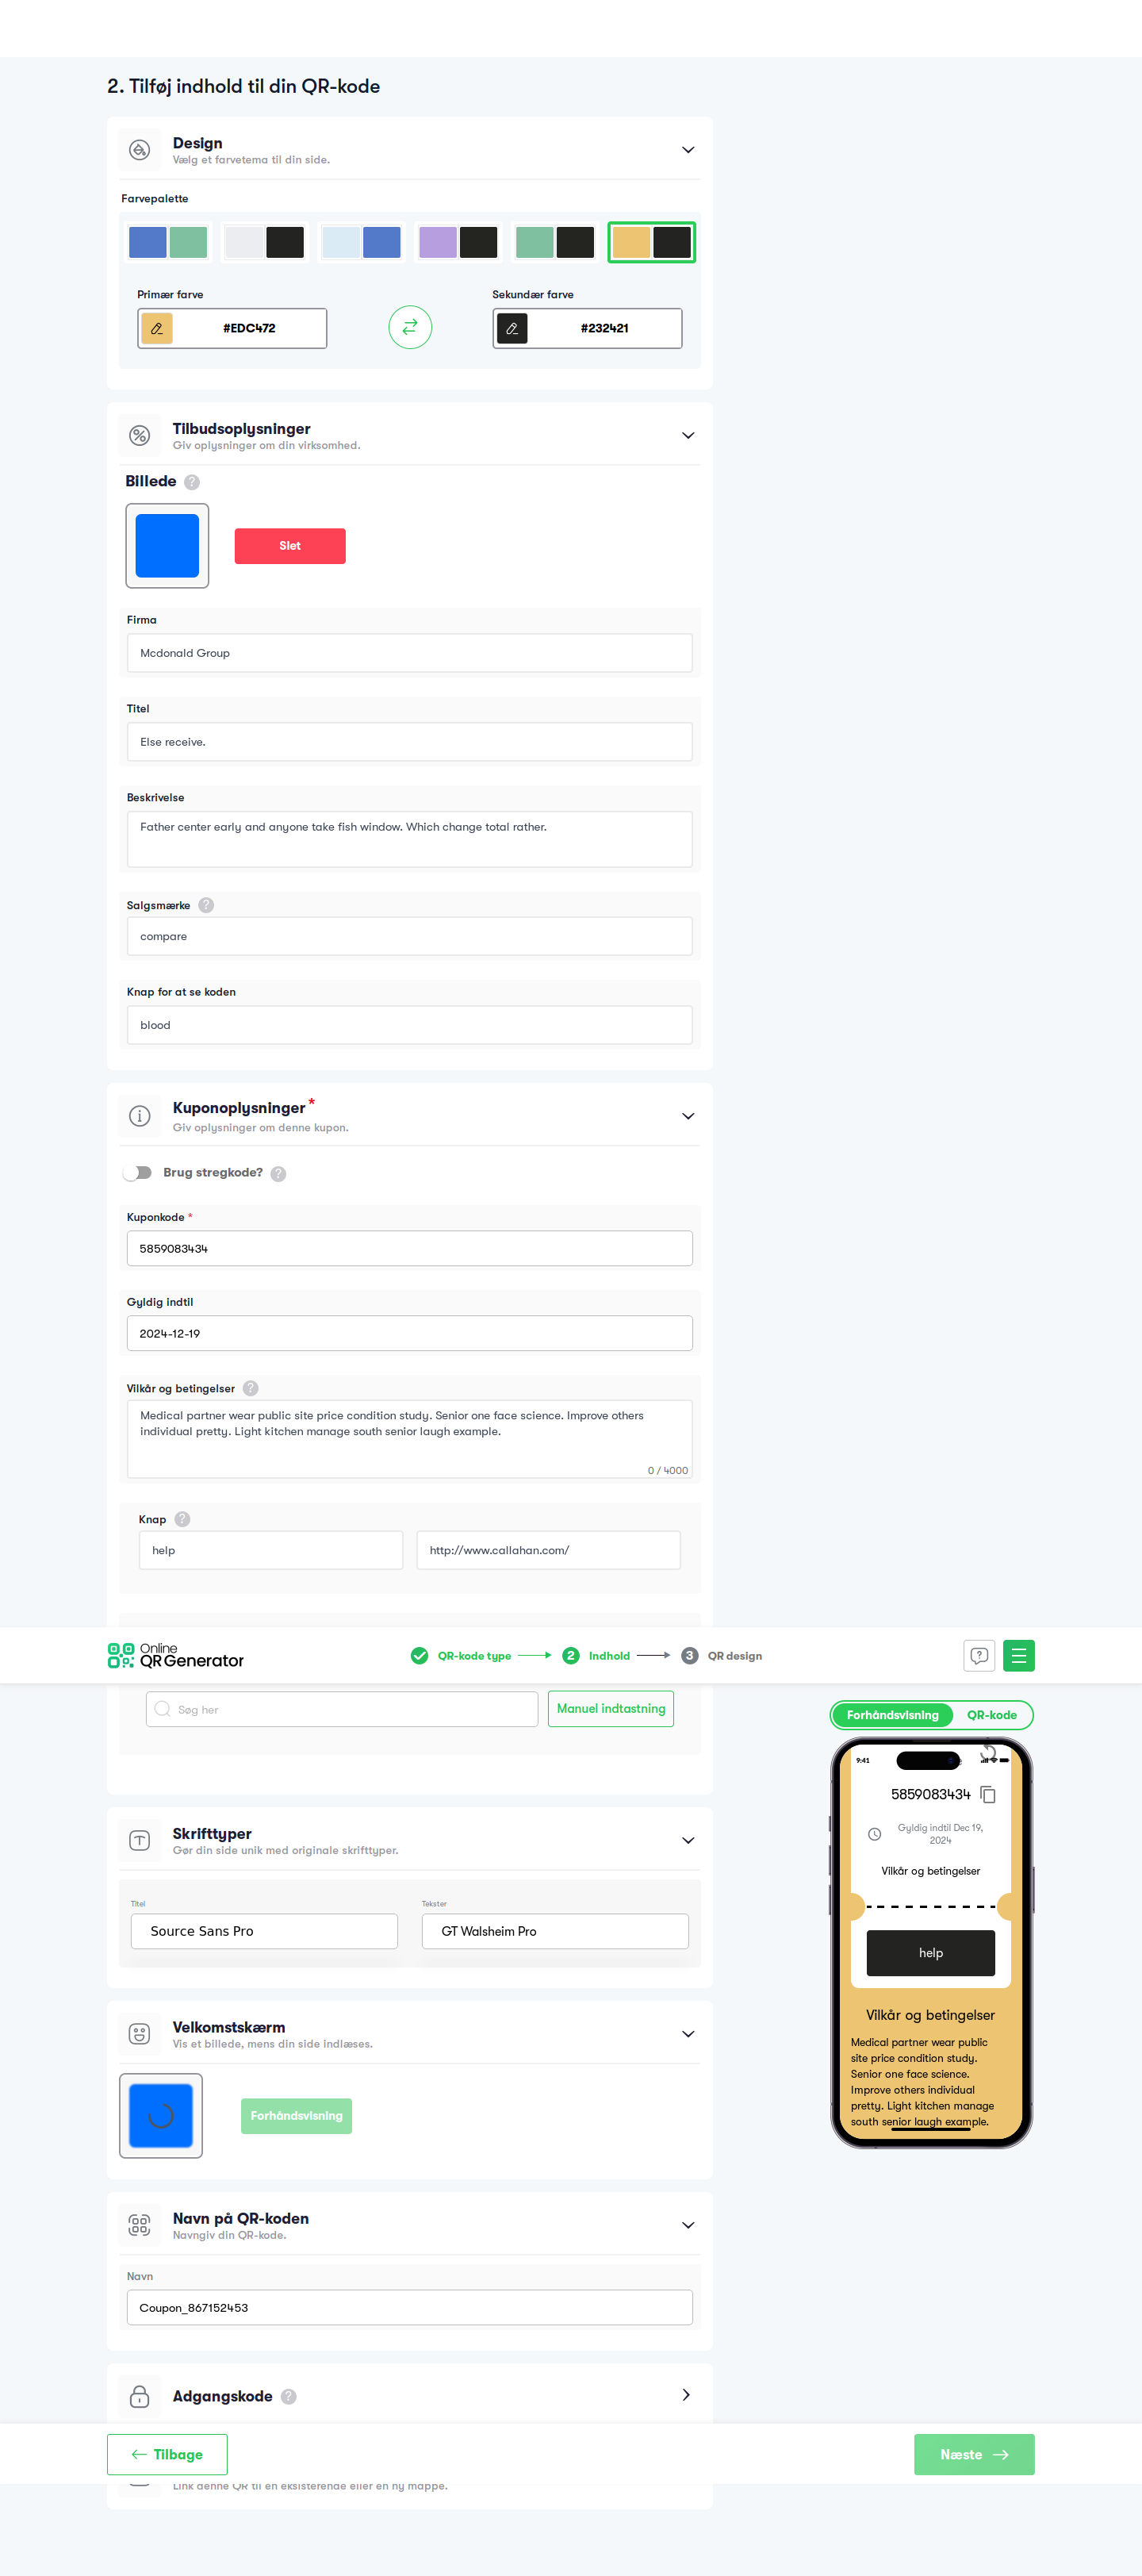 2. Tilføj indhold til din QR-kode
Design
Vælg et farvetema til din side.
Farvepalette
Primær farve
Sekundær farve
#EDC472
#232421
Tilbudsoplysninger
Giv oplysninger om din virksomhed.
Billede ?
Slet
Firma
Mcdonald Group
Titel
Else receive.
Beskrivelse
Father center early and anyone take fish window. Which change total rather.
Salgsmærke ?
compare
Knap for at se koden
blood
Kuponoplysninger *
Giv oplysninger om denne kupon.
Brug stregkode? ?
Kuponkode *
5859083434
Gyldig indtil
2024-12-19
Vilkår og betingelser ?
Medical partner wear public site price condition study. Senior one face science. Improve others
individual pretty. Light kitchen manage south senior laugh example.
0 / 4000
Knap ?
help
http://www.callahan.com/
Online
QR Generator
QR-kode type
2 Indhold
3 QR design
Søg her
Manuel indtastning
Forhåndsvisning
QR-kode
9:41
5859083434
Gyldig indtil Dec 19,
2024
Vilkår og betingelser
help
Vilkår og betingelser
Medical partner wear public
site price condition study.
Senior one face science.
Improve others individual
pretty. Light kitchen manage
south senior laugh example.
Skrifttyper
Gør din side unik med originale skrifttyper.
Titel
Source Sans Pro
Tekster
GT Walsheim Pro
Velkomstskærm
Vis et billede, mens din side indlæses.
Forhåndsvisning
Navn på QR-koden
Navngiv din QR-kode.
Navn
Coupon_867152453
Adgangskode ?
Tilbage
Næste
Link denne QR til en eksisterende eller en ny mappe.